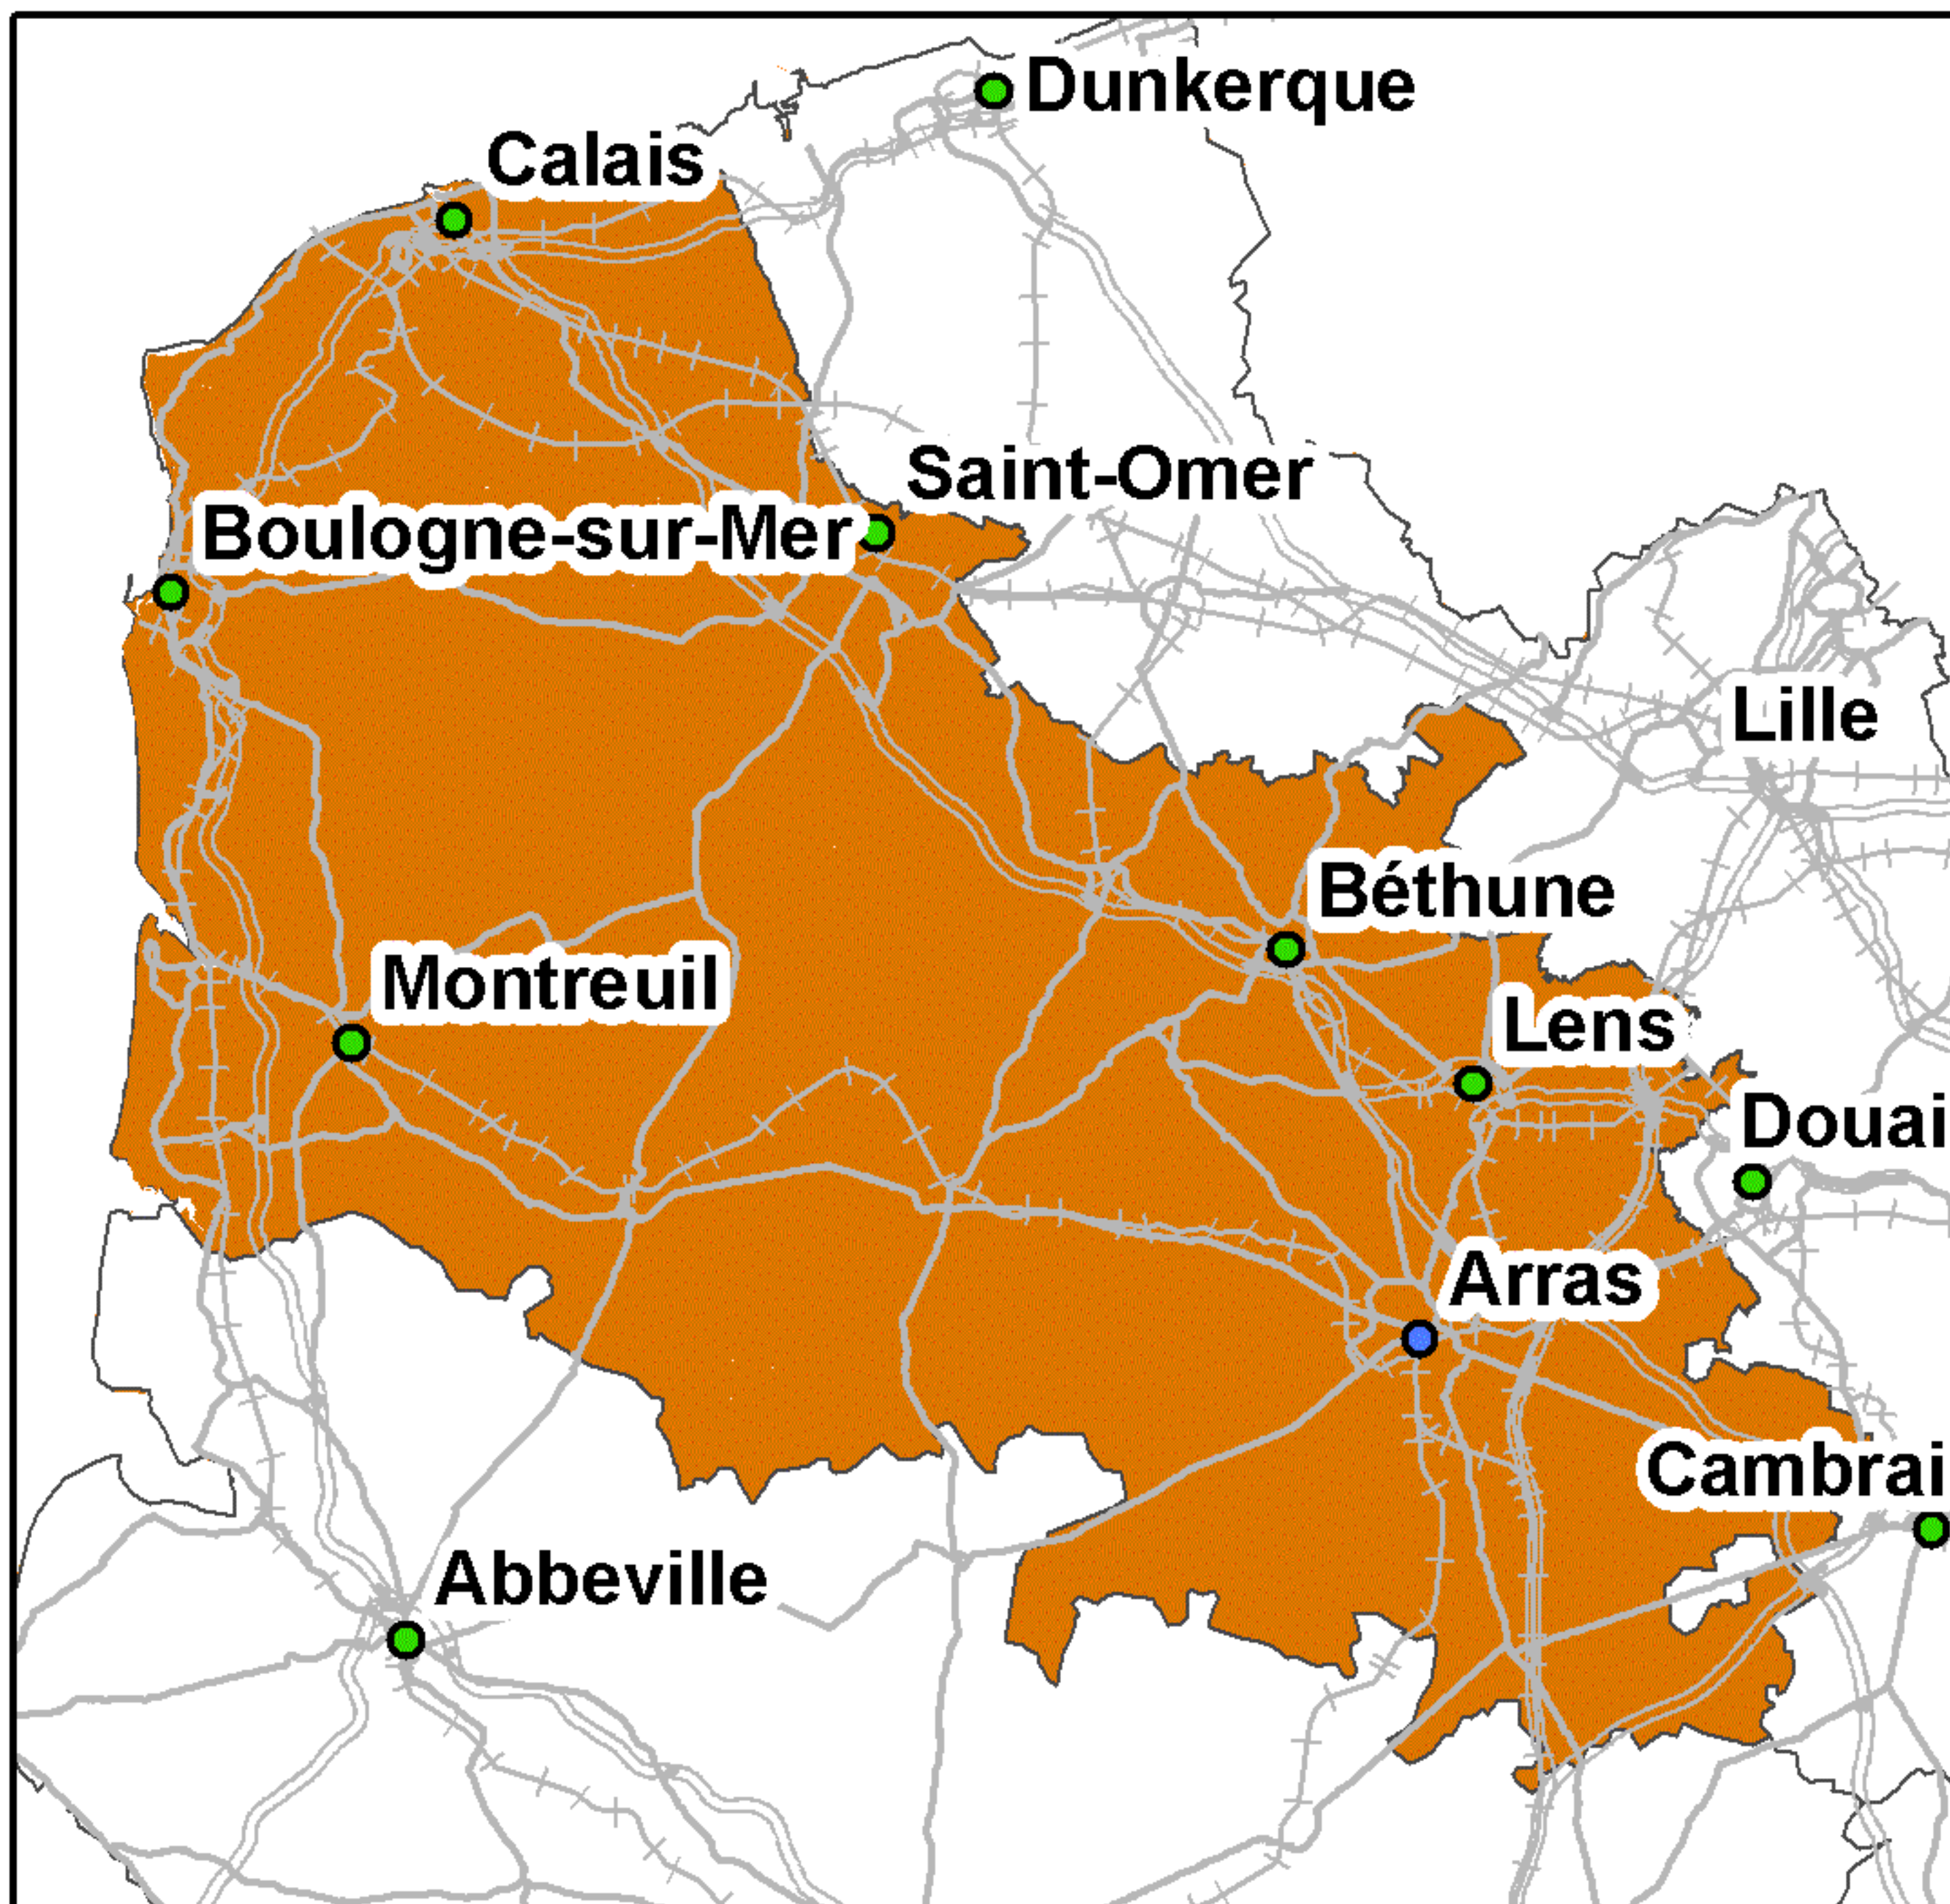 Dunkerque
Calais
Saint-Omer
Boulogne-sur-Mer
Lille
Béthune
Montreuil
Lens
Douai
Arras
Cambrai
Abbeville